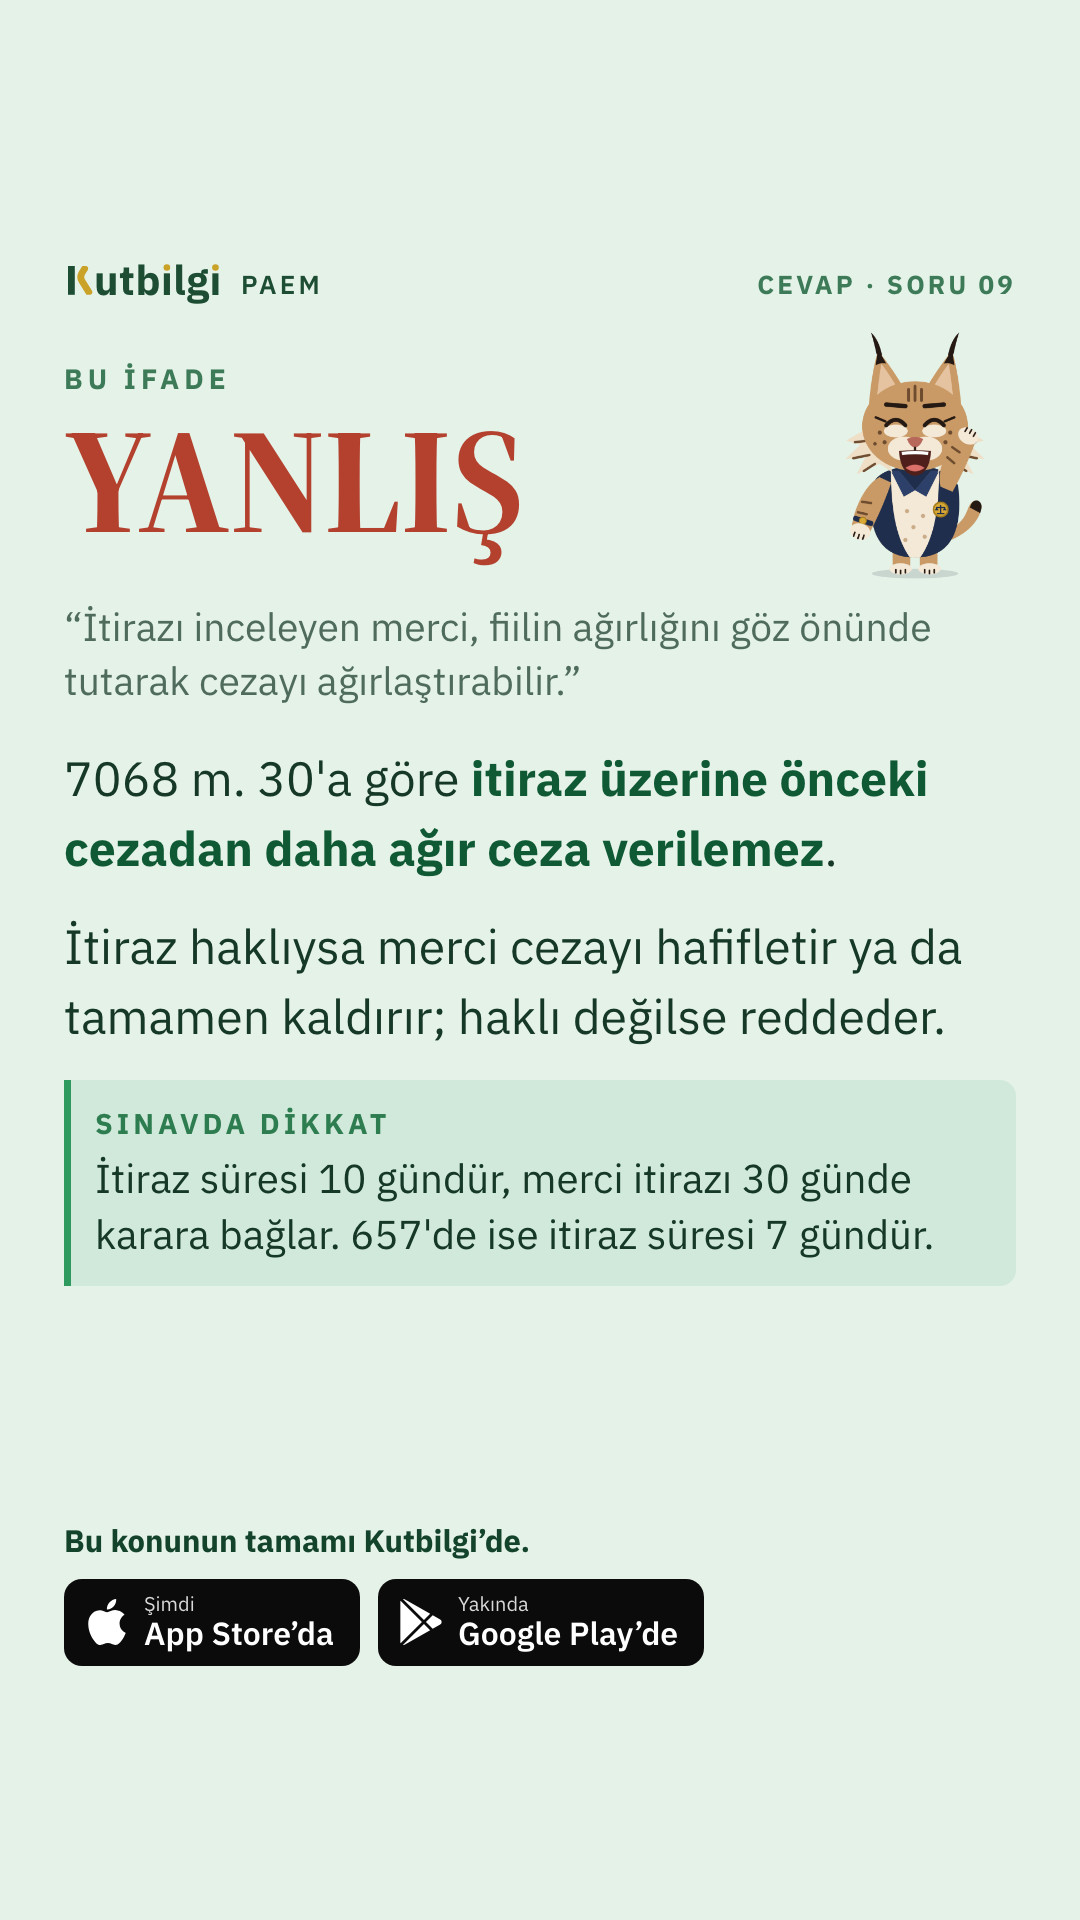 Kutbilgi PAEM
CEVAP · SORU 09
BU İFADE
YANLIŞ
“İtirazı inceleyen merci, fiilin ağırlığını göz önünde
tutarak cezayı ağırlaştırabilir.”
7068 m. 30'a göre itiraz üzerine önceki
cezadan daha ağır ceza verilemez.
İtiraz haklıysa merci cezayı hafifletir ya da
tamamen kaldırır; haklı değilse reddeder.
SINAVDA DİKKAT
İtiraz süresi 10 gündür, merci itirazı 30 günde
karara bağlar. 657'de ise itiraz süresi 7 gündür.
Bu konunun tamamı Kutbilgi’de.
Şimdi
App Store’da
Yakında
Google Play’de